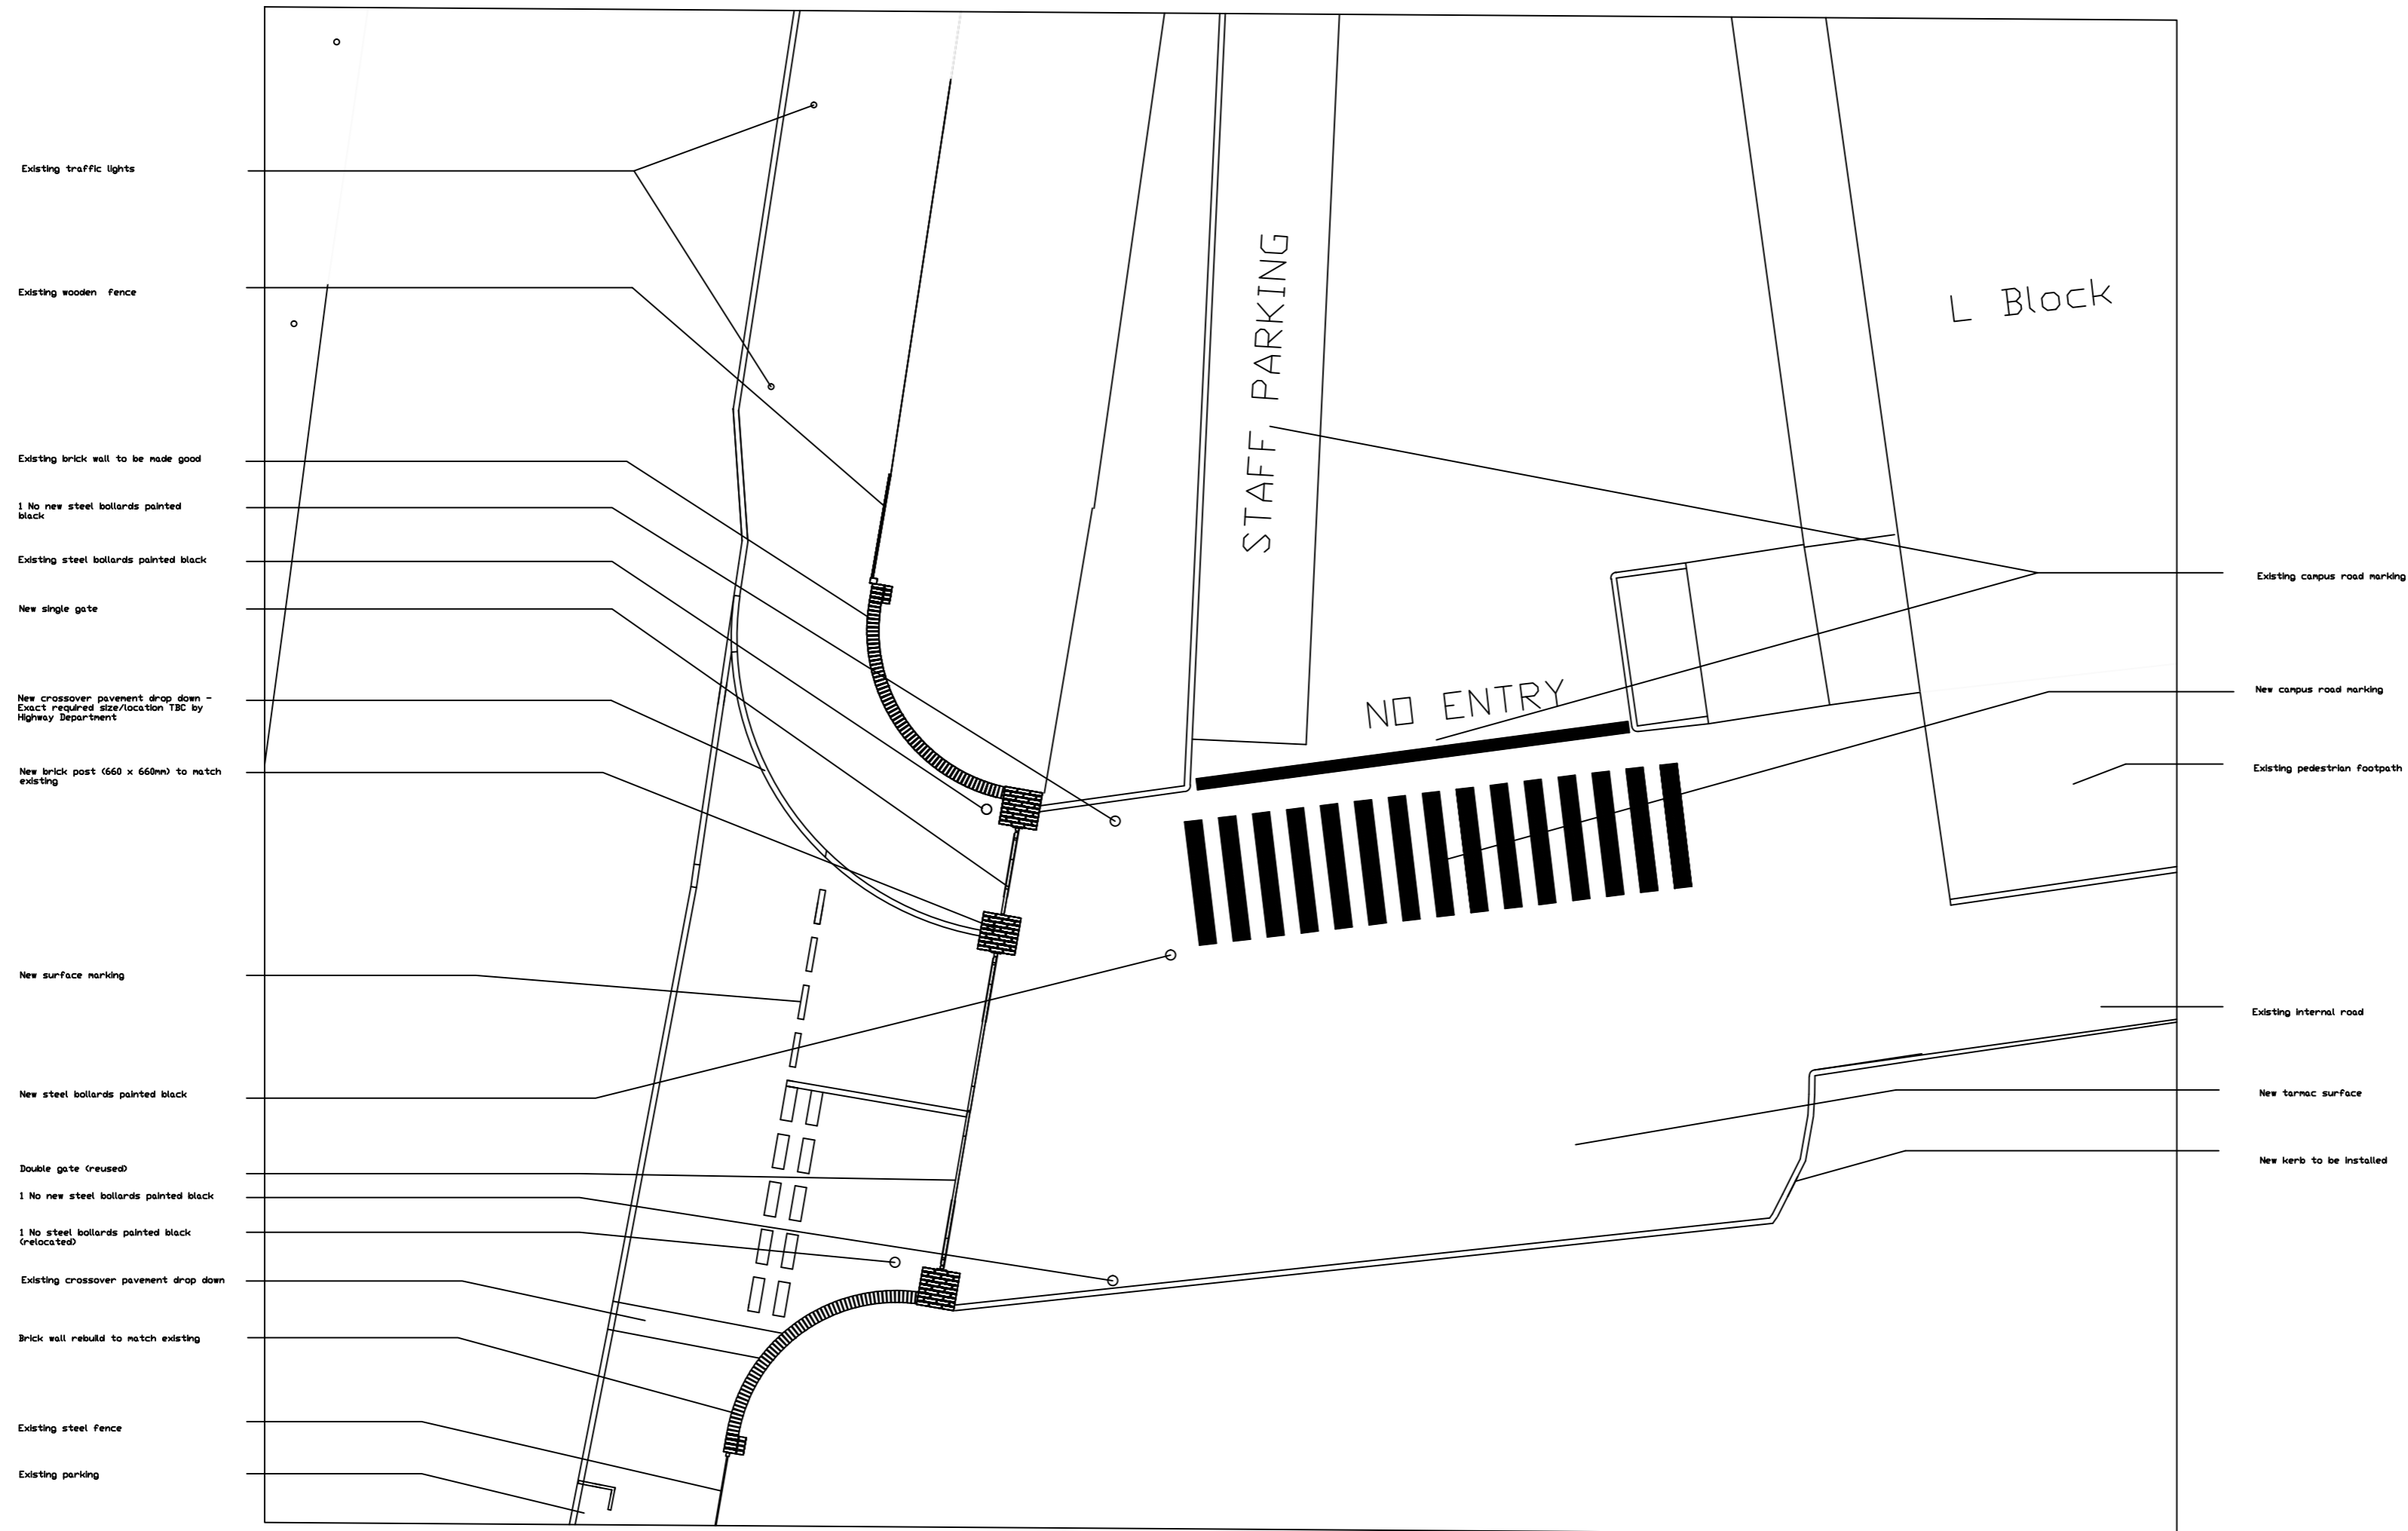 Existing traffic lights
Existing wooden fence
Existing brick wall to be made good
1 No new steel bollards painted
black
Existing steel bollards painted black
New single gate
New crossover pavement drop down -
Exact required size/location TBC by
Highway Department
New brick post (660 x 660mm) to match
existing
New surface marking
New steel bollards painted black
Double gate (reused)
1 No new steel bollards painted black
1 No steel bollards painted black
(relocated)
Existing crossover pavement drop down
Brick wall rebuild to match existing
Existing steel fence
Existing parking
STAFF PARKING
NO ENTRY
L Block
Existing campus road marking
New campus road marking
Existing pedestrian footpath
Existing internal road
New tarmac surface
New kerb to be installed